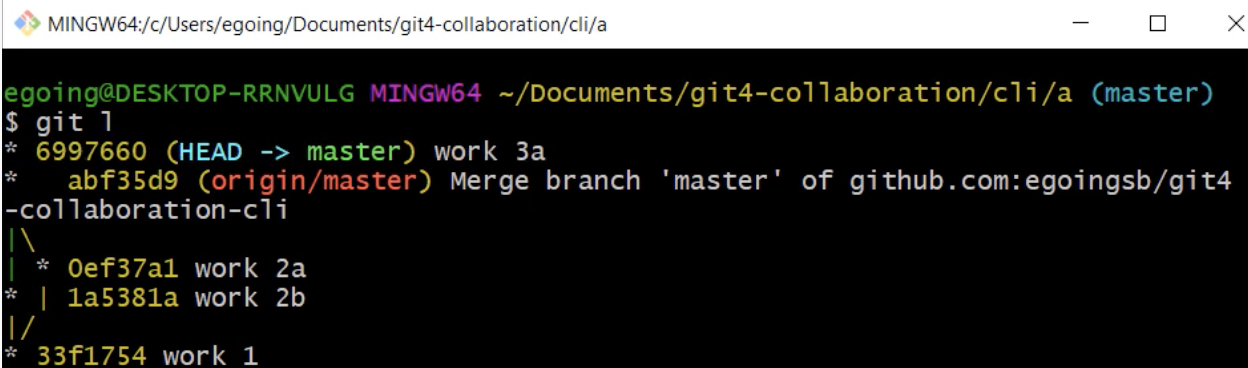 MINGW64:/c/Users/egoing/Documents/git4-collaboration/cli/a
egoing@DESKTOP-RRNVULG MINGW64 ~/Documents/git4-collaboration/cli/a (master)
$ git l
* 6997660 (HEAD -> master) work 3a
*   abf35d9 (origin/master) Merge branch 'master' of github.com:egoingsb/git4
-collaboration-cli
|\
| * 0ef37a1 work 2a
* | 1a5381a work 2b
|/
* 33f1754 work 1